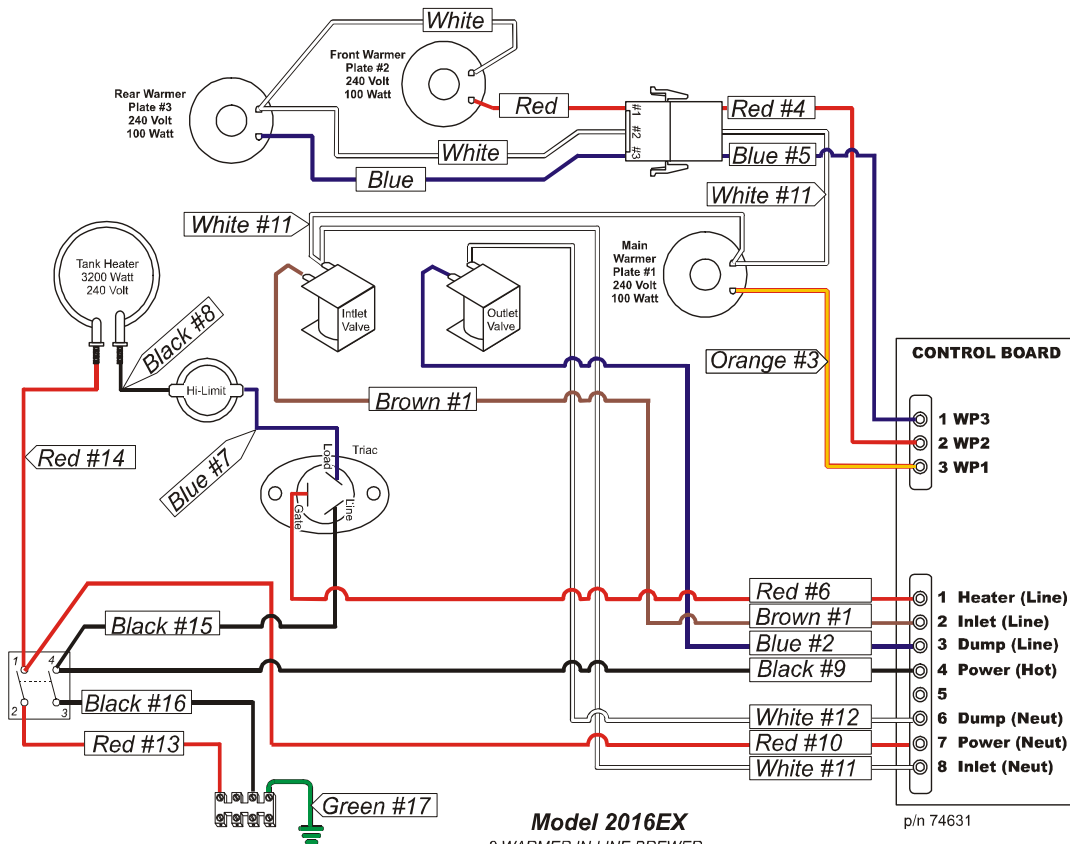 White
Front Warmer
Plate #2
240 Volt
100 Watt
Rear Warmer
Plate #3
240 Volt
100 Watt
Red
#1
#2
#3
Red #4
White
Blue
Blue #5
White #11
White #11
Main
Warmer
Plate #1
240 Volt
100 Watt
Tank Heater
3200 Watt
240 Volt
Intlet
Valve
Outlet
Valve
Black #8
Orange #3
CONTROL BOARD
Hi-Limit
Brown #1
1 WP3
2 WP2
3 WP1
Red #14
Blue #7
Triac
Load
Line
Gate
Red #6
1 Heater (Line)
Brown #1
2 Inlet (Line)
Black #15
Blue #2
3 Dump (Line)
Black #9
4 Power (Hot)
5
1
4
2
3
Black #16
White #12
6 Dump (Neut)
Red #13
Red #10
7 Power (Neut)
White #11
8 Inlet (Neut)
Green #17
Model 2016EX
p/n 74631
WARMER IN LINE BREWER